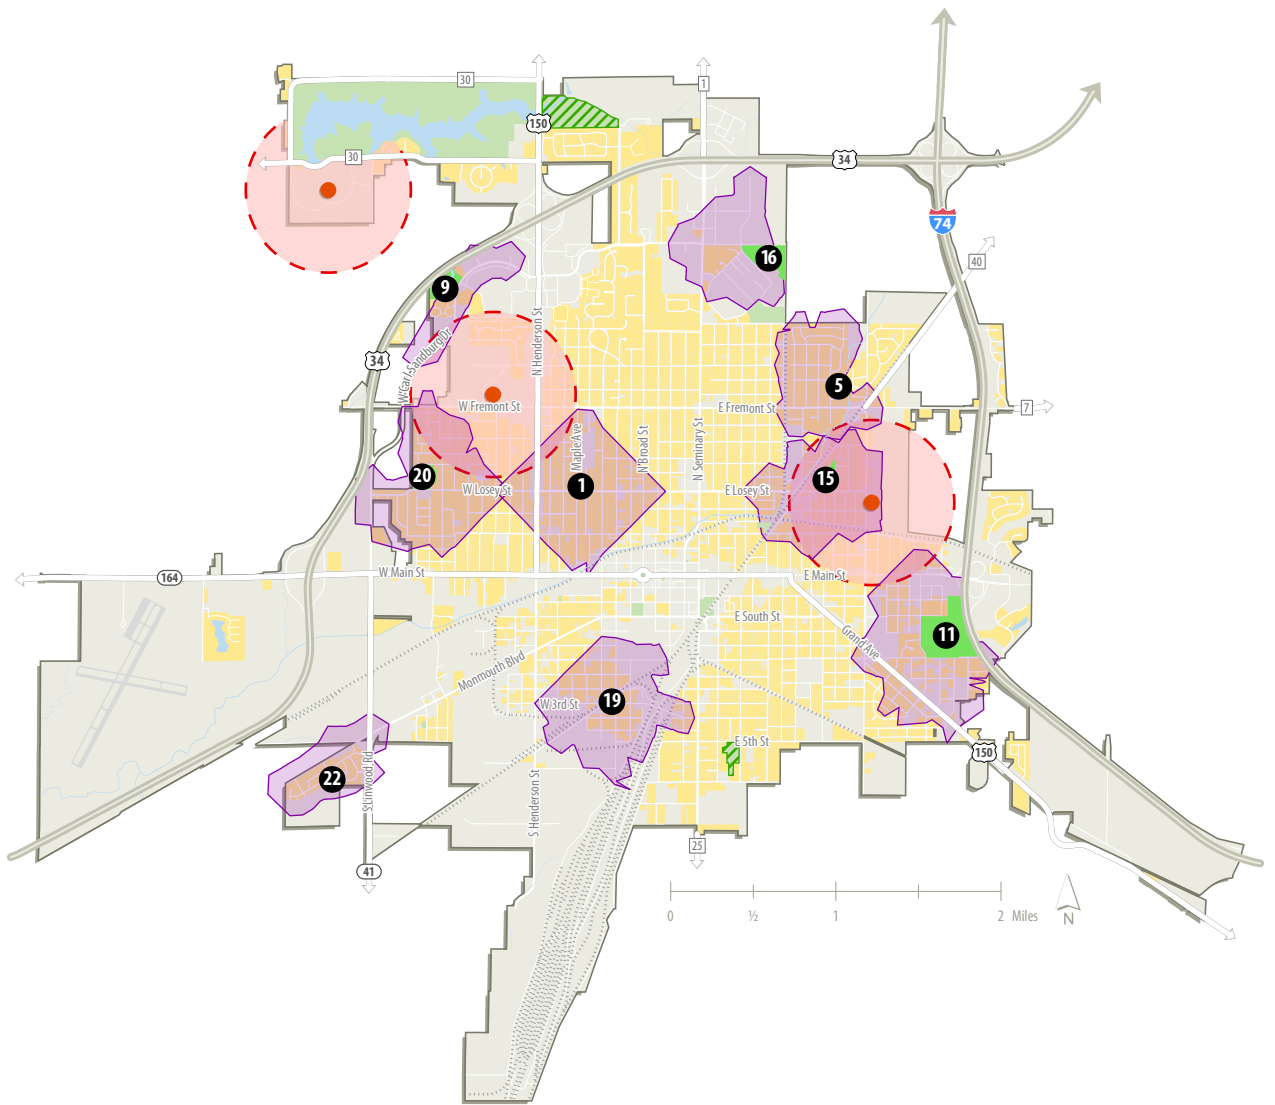 30
1
150
30
34
74
40
16
9
N Henderson St
34
W Carl Sandburg Dr
5
7
W Fremont St
E Fremont St
Maple Ave
N Broad St
N Seminary St
20
1
15
W Losey St
E Losey St
164
W Main St
E Main St
E South St
Grand Ave
11
Monmouth Blvd
19
W 3rd St
E 5th St
150
22
S Linwood Rd
S Henderson St
25
41
0 ½ 1 2 Miles
N